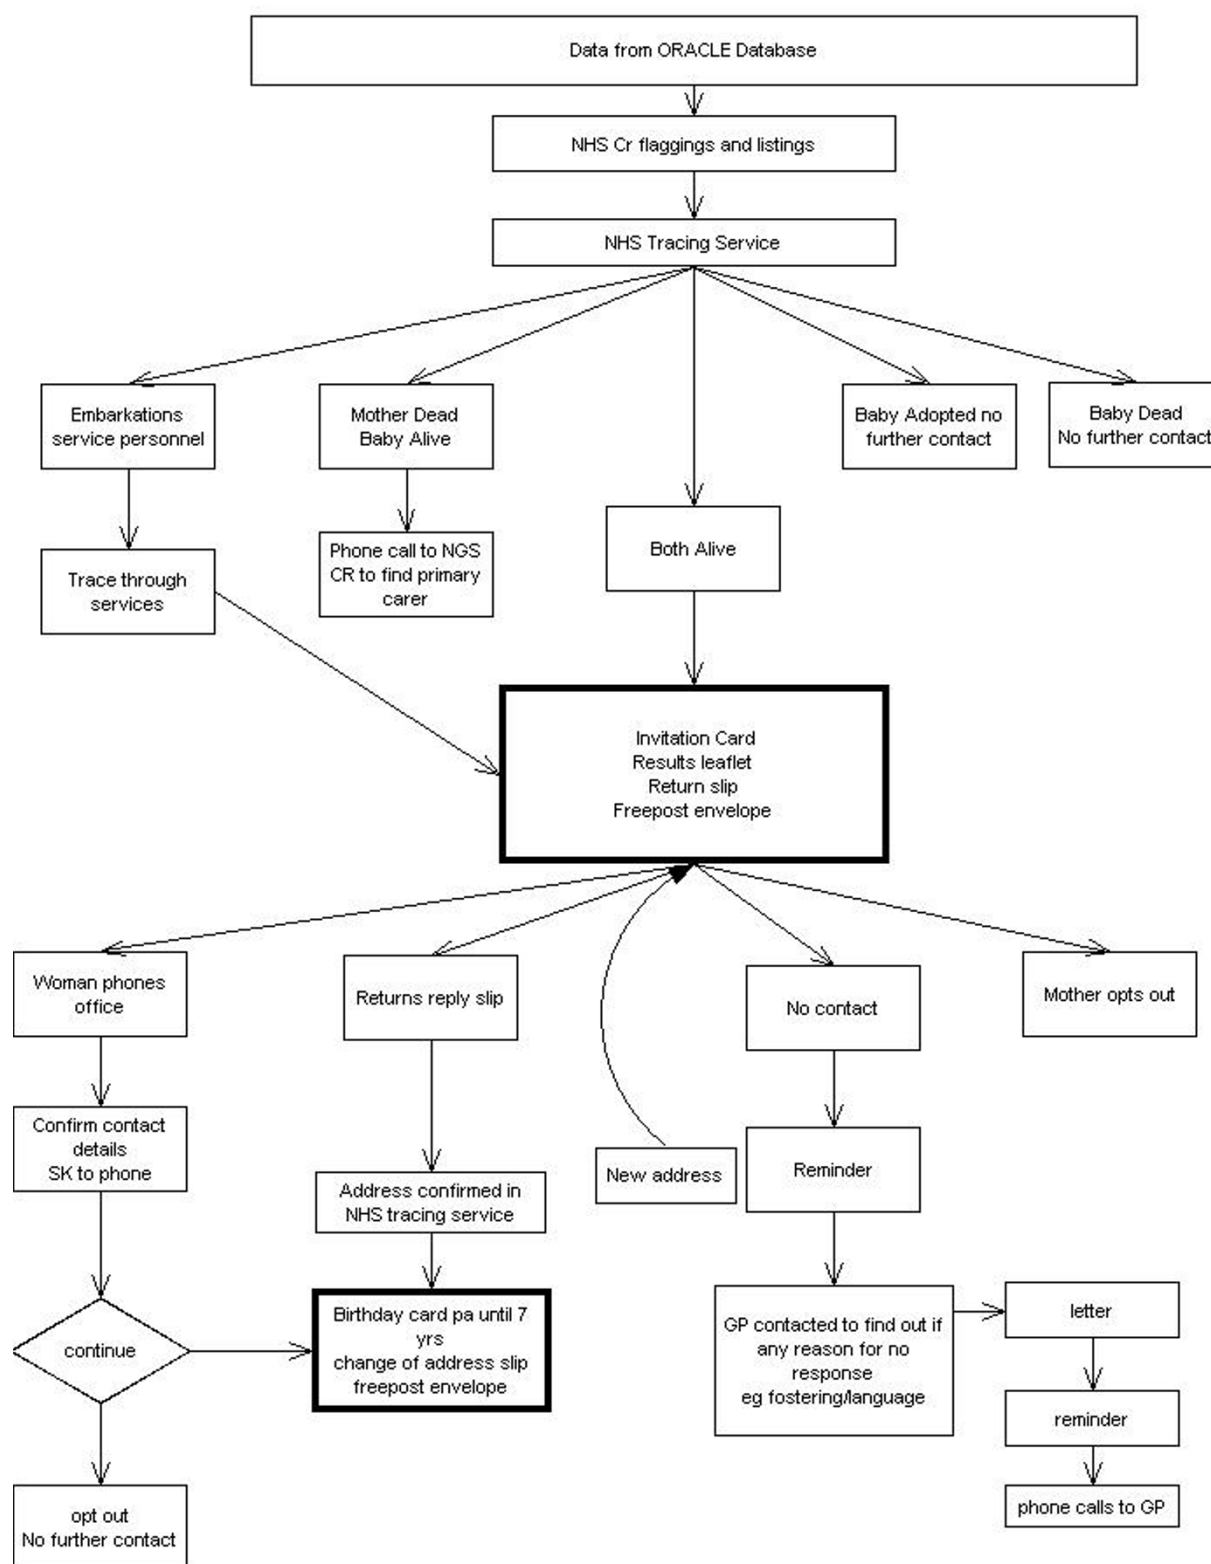 Data from ORACLE Database
NHS Cr flaggings and listings
NHS Tracing Service
Embarkations
service personnel
Mother Dead
Baby Alive
Baby Adopted no
further contact
Baby Dead
No further contact
Trace through
services
Phone call to NGS
CR to find primary
carer
Both Alive
Invitation Card
Results leaflet
Return slip
Freepost envelope
Woman phones
office
Returns reply slip
No contact
Mother opts out
Confirm contact
details
SK to phone
Address confirmed in
NHS tracing service
New address
Reminder
continue
Birthday card pa until 7
yrs
change of address slip
freepost envelope
GP contacted to find out if
any reason for no
response
eg fostering/language
letter
reminder
phone calls to GP
opt out
No further contact